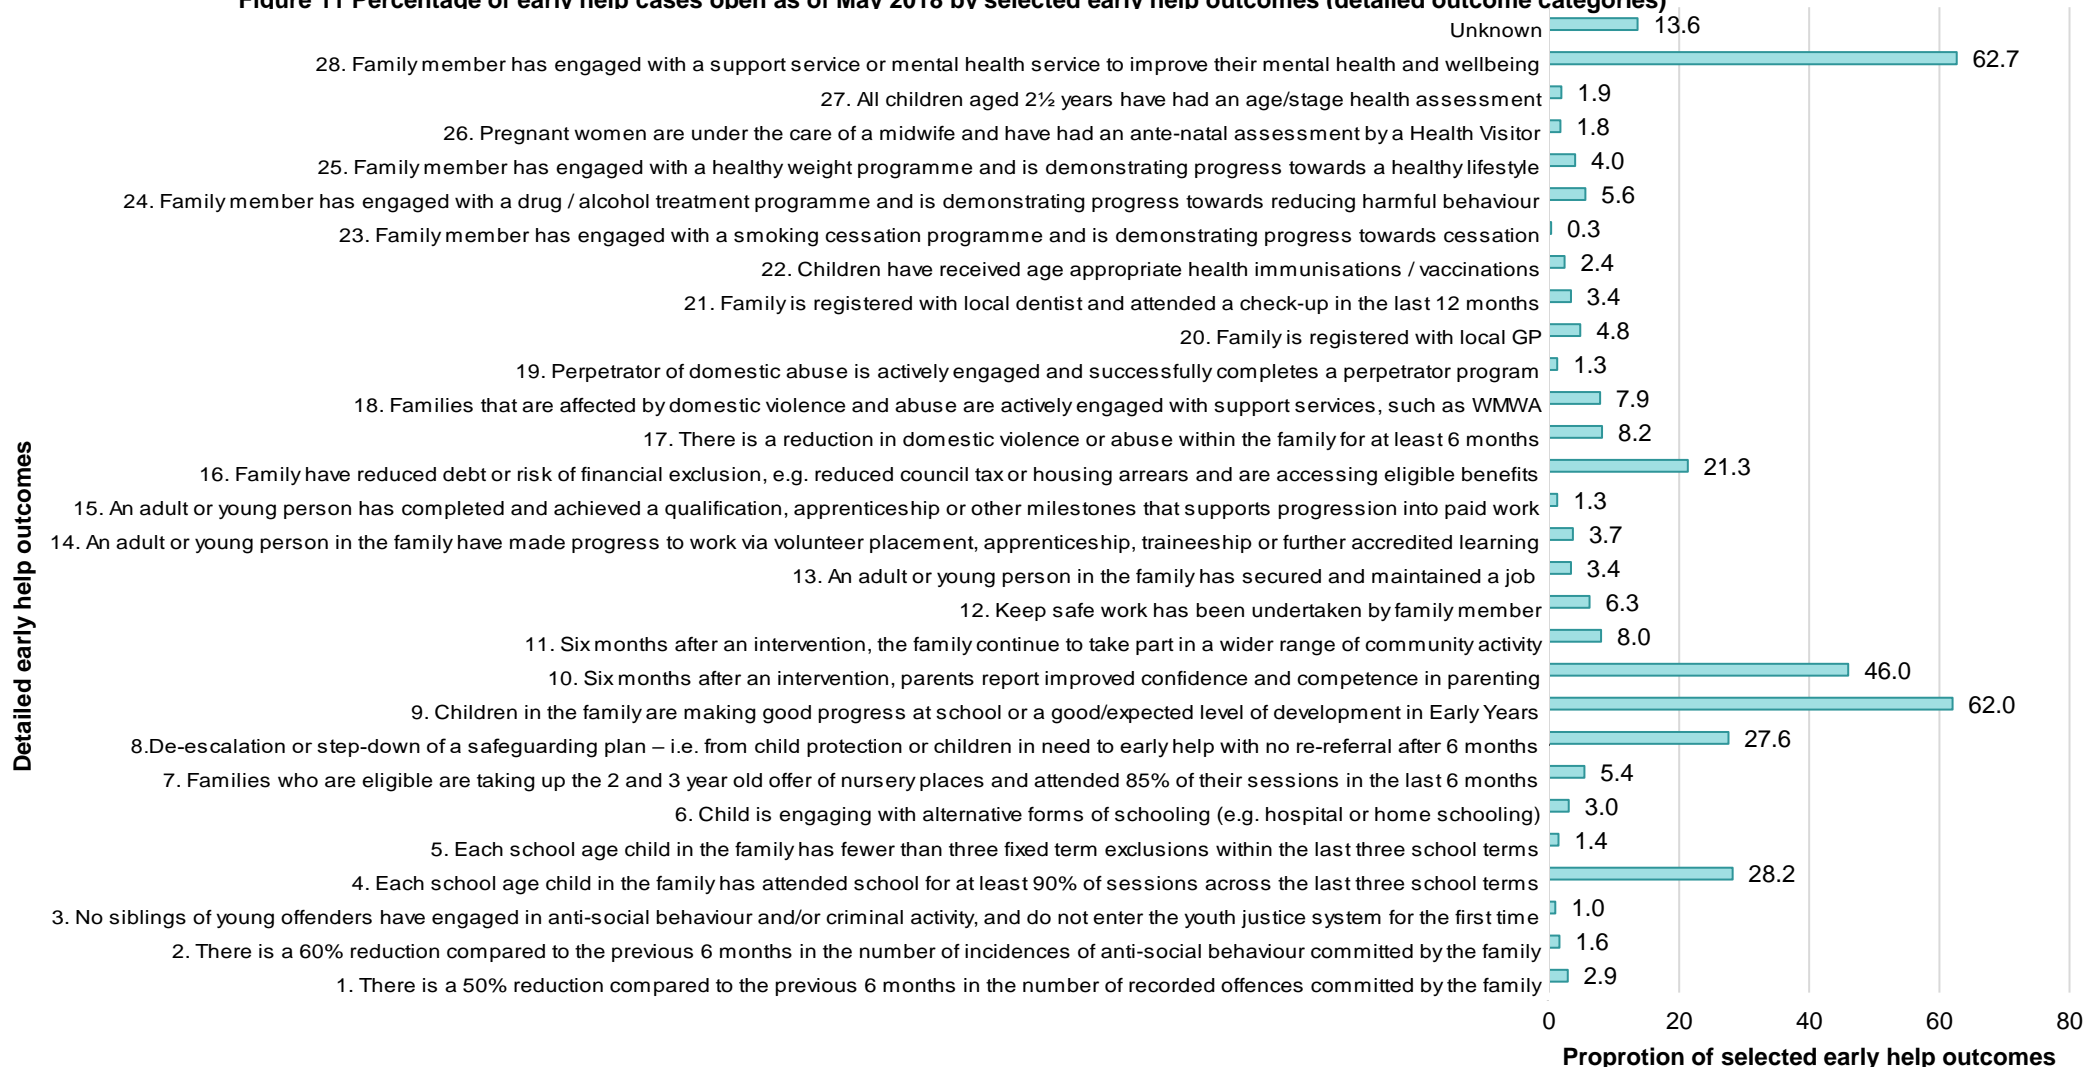 Figure 11 Percentage of early help cases open as of May 2018 by selected early help outcomes (detailed outcome categories)
Unknown 13.6
28. Family member has engaged with a support service or mental health service to improve their mental health and wellbeing 62.7
27. All children aged 2½ years have had an age/stage health assessment 1.9
26. Pregnant women are under the care of a midwife and have had an ante-natal assessment by a Health Visitor 1.8
25. Family member has engaged with a healthy weight programme and is demonstrating progress towards a healthy lifestyle 4.0
24. Family member has engaged with a drug / alcohol treatment programme and is demonstrating progress towards reducing harmful behaviour 5.6
23. Family member has engaged with a smoking cessation programme and is demonstrating progress towards cessation 0.3
22. Children have received age appropriate health immunisations / vaccinations 2.4
21. Family is registered with local dentist and attended a check-up in the last 12 months 3.4
20. Family is registered with local GP 4.8
19. Perpetrator of domestic abuse is actively engaged and successfully completes a perpetrator program 1.3
18. Families that are affected by domestic violence and abuse are actively engaged with support services, such as WMWA 7.9
17. There is a reduction in domestic violence or abuse within the family for at least 6 months 8.2
16. Family have reduced debt or risk of financial exclusion, e.g. reduced council tax or housing arrears and are accessing eligible benefits 21.3
15. An adult or young person has completed and achieved a qualification, apprenticeship or other milestones that supports progression into paid work 1.3
14. An adult or young person in the family have made progress to work via volunteer placement, apprenticeship, traineeship or further accredited learning 3.7
13. An adult or young person in the family has secured and maintained a job 3.4
12. Keep safe work has been undertaken by family member 6.3
11. Six months after an intervention, the family continue to take part in a wider range of community activity 8.0
10. Six months after an intervention, parents report improved confidence and competence in parenting 46.0
9. Children in the family are making good progress at school or a good/expected level of development in Early Years 62.0
8.De-escalation or step-down of a safeguarding plan – i.e. from child protection or children in need to early help with no re-referral after 6 months 27.6
7. Families who are eligible are taking up the 2 and 3 year old offer of nursery places and attended 85% of their sessions in the last 6 months 5.4
6. Child is engaging with alternative forms of schooling (e.g. hospital or home schooling) 3.0
5. Each school age child in the family has fewer than three fixed term exclusions within the last three school terms 1.4
4. Each school age child in the family has attended school for at least 90% of sessions across the last three school terms 28.2
3. No siblings of young offenders have engaged in anti-social behaviour and/or criminal activity, and do not enter the youth justice system for the first time 1.0
2. There is a 60% reduction compared to the previous 6 months in the number of incidences of anti-social behaviour committed by the family 1.6
1. There is a 50% reduction compared to the previous 6 months in the number of recorded offences committed by the family 2.9
Detailed early help outcomes
0 20 40 60 80
Proprotion of selected early help outcomes